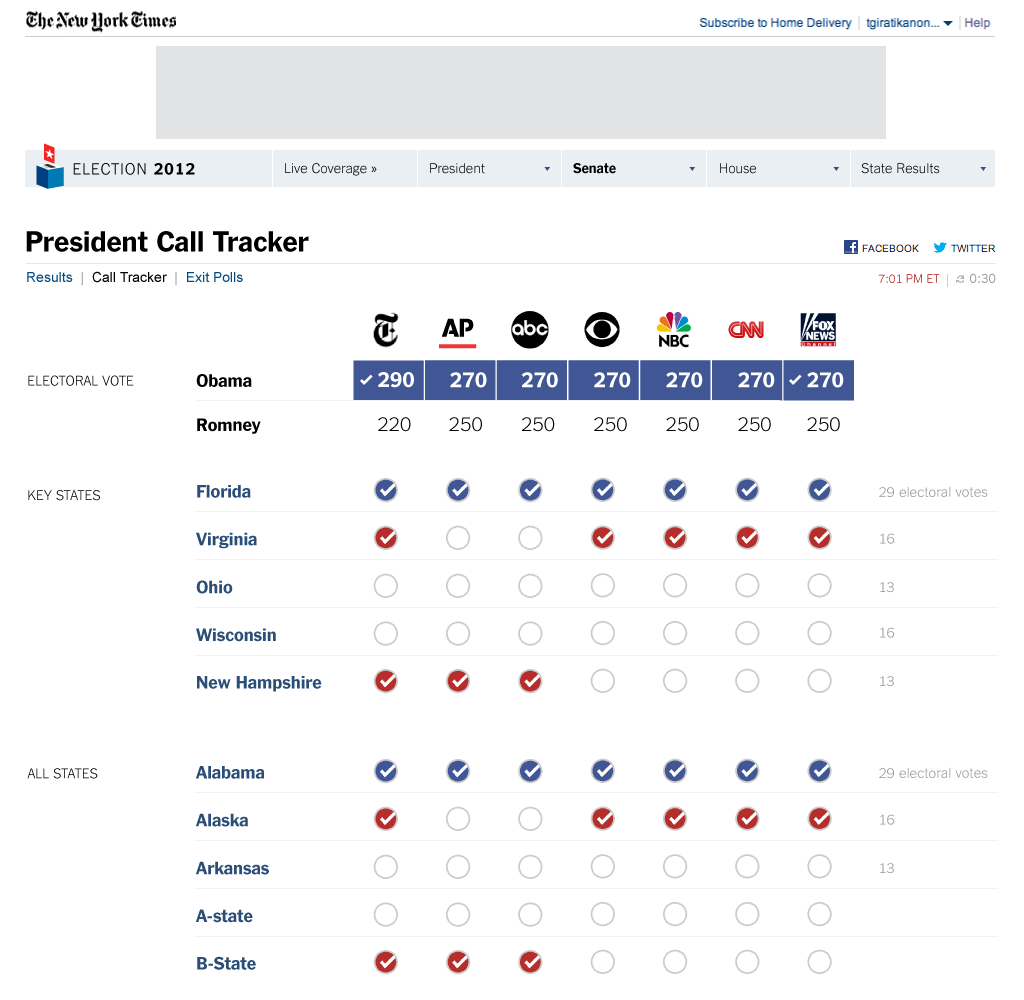 The New York Times
Subscribe to Home Delivery | tgiratikanon... | Help
ELECTION 2012 Live Coverage » President Senate House State Results
President Call Tracker
FACEBOOK TWITTER
Results | Call Tracker | Exit Polls 7:01 PM ET | 0:30
T AP abc NBC CNN FOX NEWS channel
ELECTORAL VOTE Obama 290 270 270 270 270 270 270
Romney 220 250 250 250 250 250 250
KEY STATES Florida 29 electoral votes
Virginia 16
Ohio 13
Wisconsin 16
New Hampshire 13
ALL STATES Alabama 29 electoral votes
Alaska 16
Arkansas 13
A-state
B-State